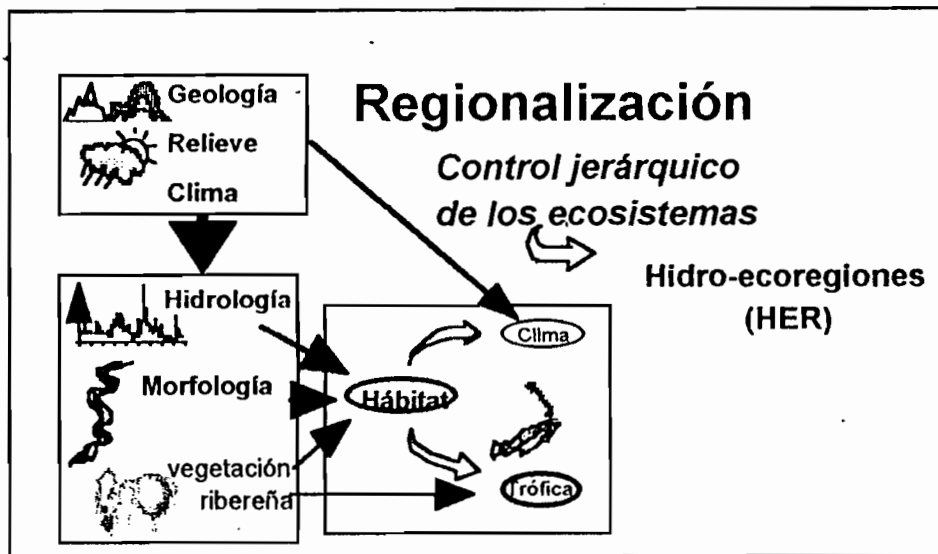 Geología
Relieve
Clima
Regionalización
Control jerárquico
de los ecosistemas
Hidro-ecoregiones
(HER)
Hidrología
Morfología
vegetación
ribereña
Hábitat
Clima
Trófica